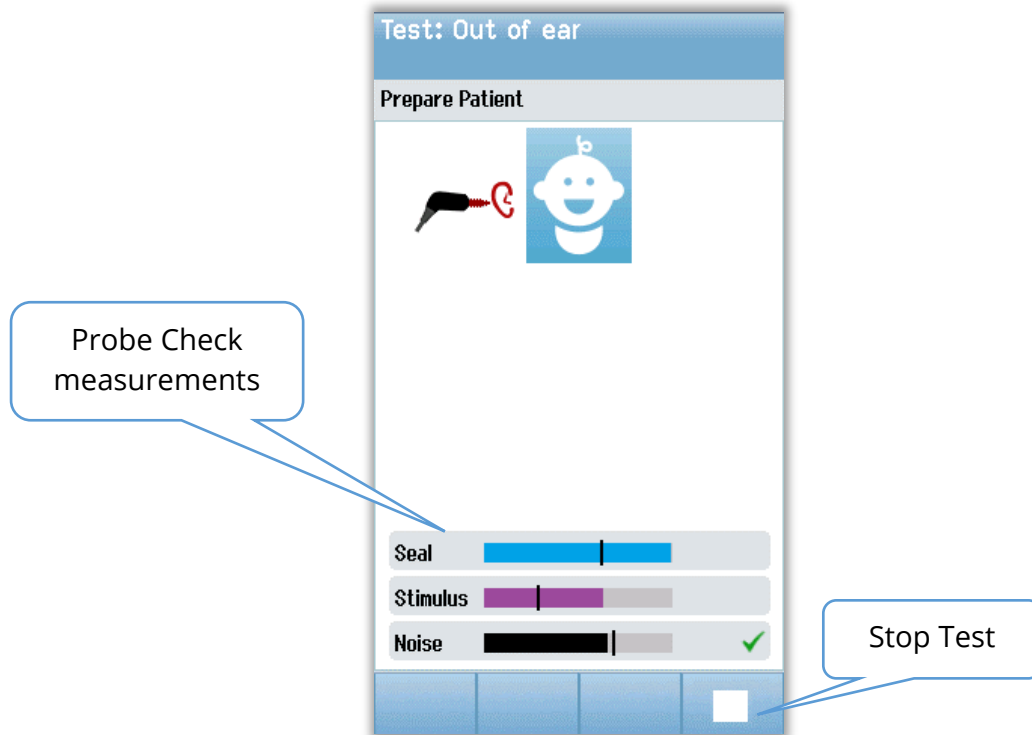 Test: Out of ear
Prepare Patient
Probe Check
measurements
Seal
Stimulus
Noise
Stop Test